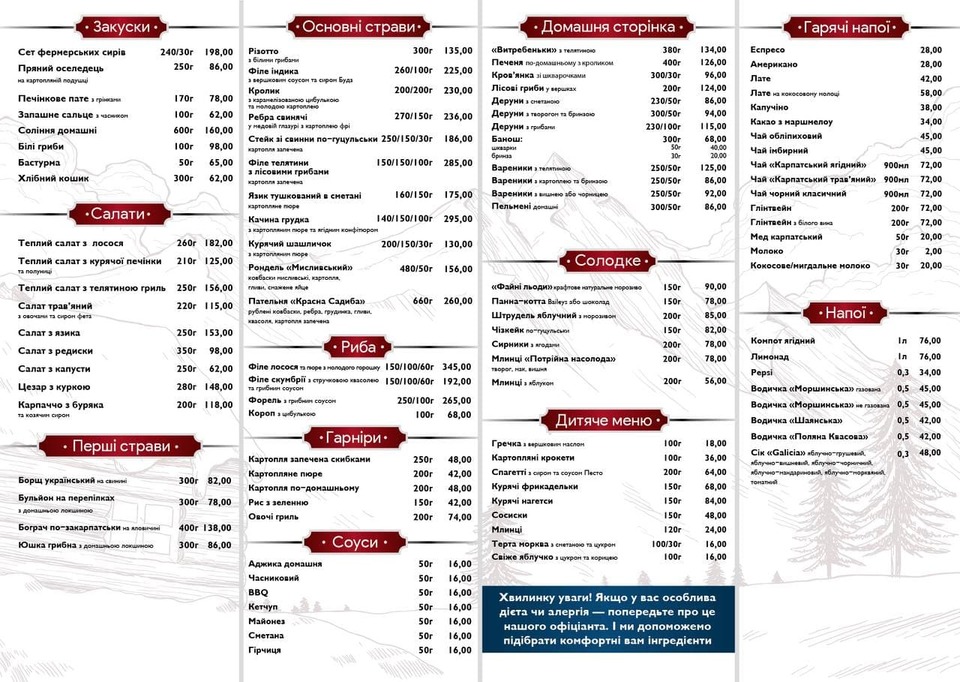 Закуски
Сет фермерських сирів 240/30г 198,00
Пряний оселедець 250г 86,00
на картопляній подушці
Печінкове пате з грінками 170г 78,00
Запашне сальце з часником 100г 62,00
Соління домашні 600г 160,00
Білі гриби 100г 98,00
Бастурма 50г 65,00
Хлібний кошик 300г 62,00
Салати
Теплий салат з лосося 260г 182,00
Теплий салат з курячої печінки 210г 125,00
та полуниці
Теплий салат з телятиною гриль 250г 156,00
Салат трав'яний 220г 115,00
з овочами та сиром фета
Салат з язика 250г 153,00
Салат з редиски 350г 98,00
Салат з капусти 250г 62,00
Цезар з куркою 280г 148,00
Карпаччо з буряка 200г 118,00
та козячим сиром
Перші страви
Борщ український на свинині 300г 82,00
Бульйон на перепілках 300г 78,00
з домашньою локшиною
Бограч по-закарпатськи на яловичині 400г 138,00
Юшка грибна з домашньою локшиною 300г 86,00
Основні страви
Різотто 300г 135,00
з білими грибами
Філе індика 260/100г 225,00
з вершковим соусом та сиром Будз
Кролик 200/200г 230,00
з карамелізованою цибулькою
та молодою картоплею
Ребра свинячі 270/150г 236,00
у медовій глазурі з картоплею фрі
Стейк зі свинни по-гуцульськи 250/150/30г 186,00
картопля запечена
Філе телятини 150/150/100г 285,00
з лісовими грибами
картопля запечена
Язик тушкований в сметані 160/150г 175,00
картопляне пюре
Качина грудка 140/150/100г 295,00
з картопляним пюре та ягідним конфітюром
Курячий шашличок 200/150/30г 130,00
з картопляним пюре
Рондель «Мисливський» 480/50г 156,00
ковбаски мисливські, картопля,
гливи, смажене яйце
Пательня «Красна Садиба» 660г 260,00
рублені ковбаски, ребра, грудинка, гливи,
квасоля, картопля запечена
Риба
Філе лосося та пюре з молодого горошку 150/100/60г 345,00
Філе скумбрії з стручковою квасолею 150/100/60г 192,00
та грибним соусом
Форель з грибним соусом 250/100г 265,00
Короп з цибулькою 100г 68,00
Гарніри
Картопля запечена скибками 250г 48,00
Картопляне пюре 200г 42,00
Картопля по-домашньому 200г 48,00
Рис з зеленню 150г 42,00
Овочі гриль 200г 74,00
Соуси
Аджика домашня 50г 16,00
Часниковий 50г 16,00
BBQ 50г 16,00
Кетчуп 50г 16,00
Майонез 50г 16,00
Сметана 50г 16,00
Гірчиця 50г 16,00
Домашня сторінка
«Витребеньки» з телятиною 380г 134,00
Печеня по-домашньому з кроликом 400г 126,00
Кров'янка зі шкварочками 300/30г 96,00
Лісові гриби у вершках 200г 124,00
Деруни з сметаною 230/50г 86,00
Деруни з творогом та бринзою 300/50г 94,00
Деруни з грибами 230/100г 115,00
Банош: 300г 68,00
шкварки 50г 40,00
бринза 30г 20,00
Вареники з телятиною 250/50г 125,00
Вареники з картоплею та бринзою 250/50г 86,00
Вареники з вишнею або чорницею 250/50г 92,00
Пельмені домашні 300/50г 86,00
Солодке
«Файні льоди» крафтове натуральне морозиво 150г 90,00
Панна-котта Baileys або шоколад 150г 78,00
Штрудель яблучний з морозивом 200г 85,00
Чізкейк по-гуцульськи 150г 82,00
Сирники з ягодами 200г 78,00
Млинці «Потрійна насолода» 200г 78,00
творог, мак, вишня
Млинці з яблуком 200г 56,00
Дитяче меню
Гречка з вершковим маслом 100г 18,00
Картопляні крокети 100г 36,00
Спагетті з сиром та соусом Песто 200г 64,00
Курячі фрикадельки 150г 68,00
Курячі нагетси 150г 84,00
Сосиски 150г 48,00
Млинці 120г 24,00
Терта морква с сметаною та цукром 100/30г 16,00
Свіже яблучко з цукром та корицею 100г 16,00
Хвилинку уваги! Якщо у вас особлива
дієта чи алергія — попередьте про це
нашого офіціанта. І ми допоможемо
підібрати комфортні вам інгредієнти
Гарячі напої
Еспресо 28,00
Американо 28,00
Лате 42,00
Лате на кокосовому молоці 58,00
Капучіно 38,00
Какао з маршмелоу 34,00
Чай обліпиховий 45,00
Чай імбирний 45,00
Чай «Карпатський ягідний» 900мл 72,00
Чай «Карпатський трав'яний» 900мл 72,00
Чай чорний класичний 900мл 72,00
Глінтвейн 200г 72,00
Глінтвейн з білого вина 200г 72,00
Мед карпатський 50г 20,00
Молоко 30г 2,00
Кокосове/мигдальне молоко 30г 20,00
Напої
Компот ягідний 1л 76,00
Лимонад 1л 76,00
Pepsi 0,3 34,00
Водичка «Моршинська» газована 0,5 45,00
Водичка «Моршинська» не газована 0,5 45,00
Водичка «Шаянська» 0,5 42,00
Водичка «Поляна Квасова» 0,5 42,00
Сік «Galicia» яблучно-грушевий, 0,3 48,00
яблучно-вишневий, яблучно-чорничний,
яблучно-мандариновий, яблучно-морквяний,
томатний